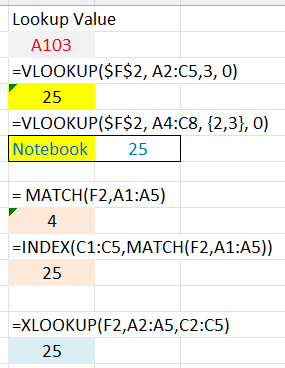 Lookup Value
A103
=VLOOKUP($F$2, A2:C5,3, 0)
25
=VLOOKUP($F$2, A4:C8, {2,3}, 0)
Notebook 25
= MATCH(F2,A1:A5)
4
=INDEX(C1:C5,MATCH(F2,A1:A5))
25
=XLOOKUP(F2,A2:A5,C2:C5)
25